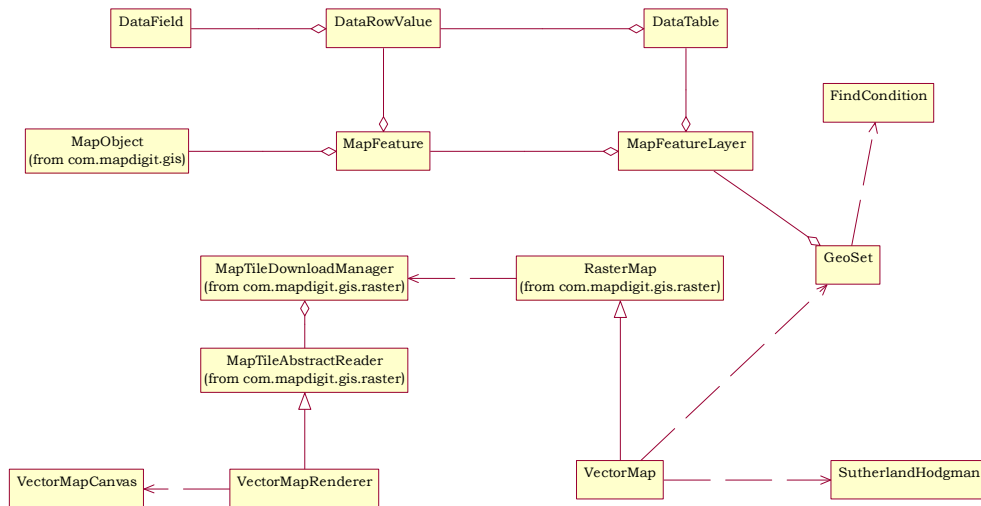 DataField
DataRowValue
DataTable
FindCondition
MapObject
(from com.mapdigit.gis)
MapFeature
MapFeatureLayer
GeoSet
MapTileDownloadManager
(from com.mapdigit.gis.raster)
RasterMap
(from com.mapdigit.gis.raster)
MapTileAbstractReader
(from com.mapdigit.gis.raster)
VectorMapCanvas
VectorMapRenderer
VectorMap
SutherlandHodgman